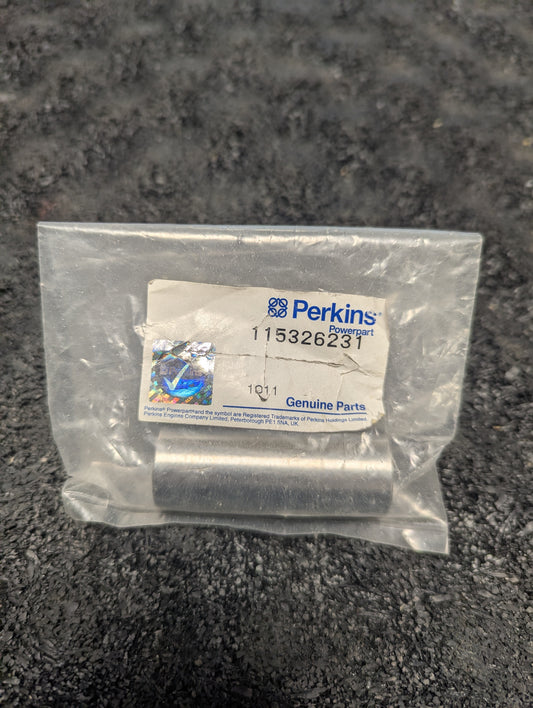 Perkins
Powerpart
115326231
1011
Genuine Parts
Perkins® Powerpart and the symbol are Registered Trademarks of Perkins Holdings Limited.
Perkins Engines Company Limited, Peterborough PE1 5NA, UK.